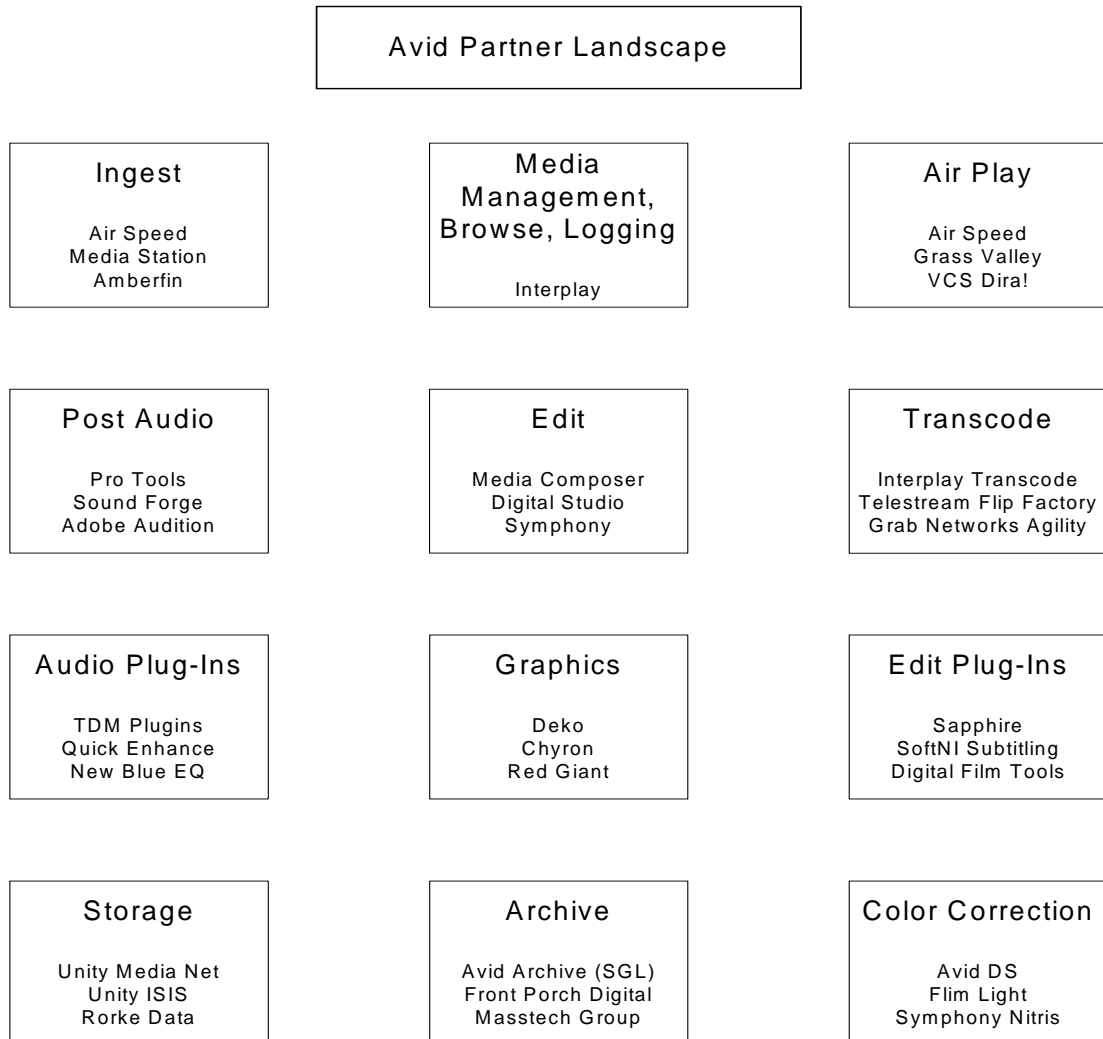 Avid Partner Landscape
Ingest
Air Speed
Media Station
Amberfin
Media
Management,
Browse, Logging
Interplay
Air Play
Air Speed
Grass Valley
VCS Dira!
Post Audio
Pro Tools
Sound Forge
Adobe Audition
Edit
Media Composer
Digital Studio
Symphony
Transcode
Interplay Transcode
Telestream Flip Factory
Grab Networks Agility
Audio Plug-Ins
TDM Plugins
Quick Enhance
New Blue EQ
Graphics
Deko
Chyron
Red Giant
Edit Plug-Ins
Sapphire
SoftNI Subtitling
Digital Film Tools
Storage
Unity Media Net
Unity ISIS
Rorke Data
Archive
Avid Archive (SGL)
Front Porch Digital
Masstech Group
Color Correction
Avid DS
Flim Light
Symphony Nitris